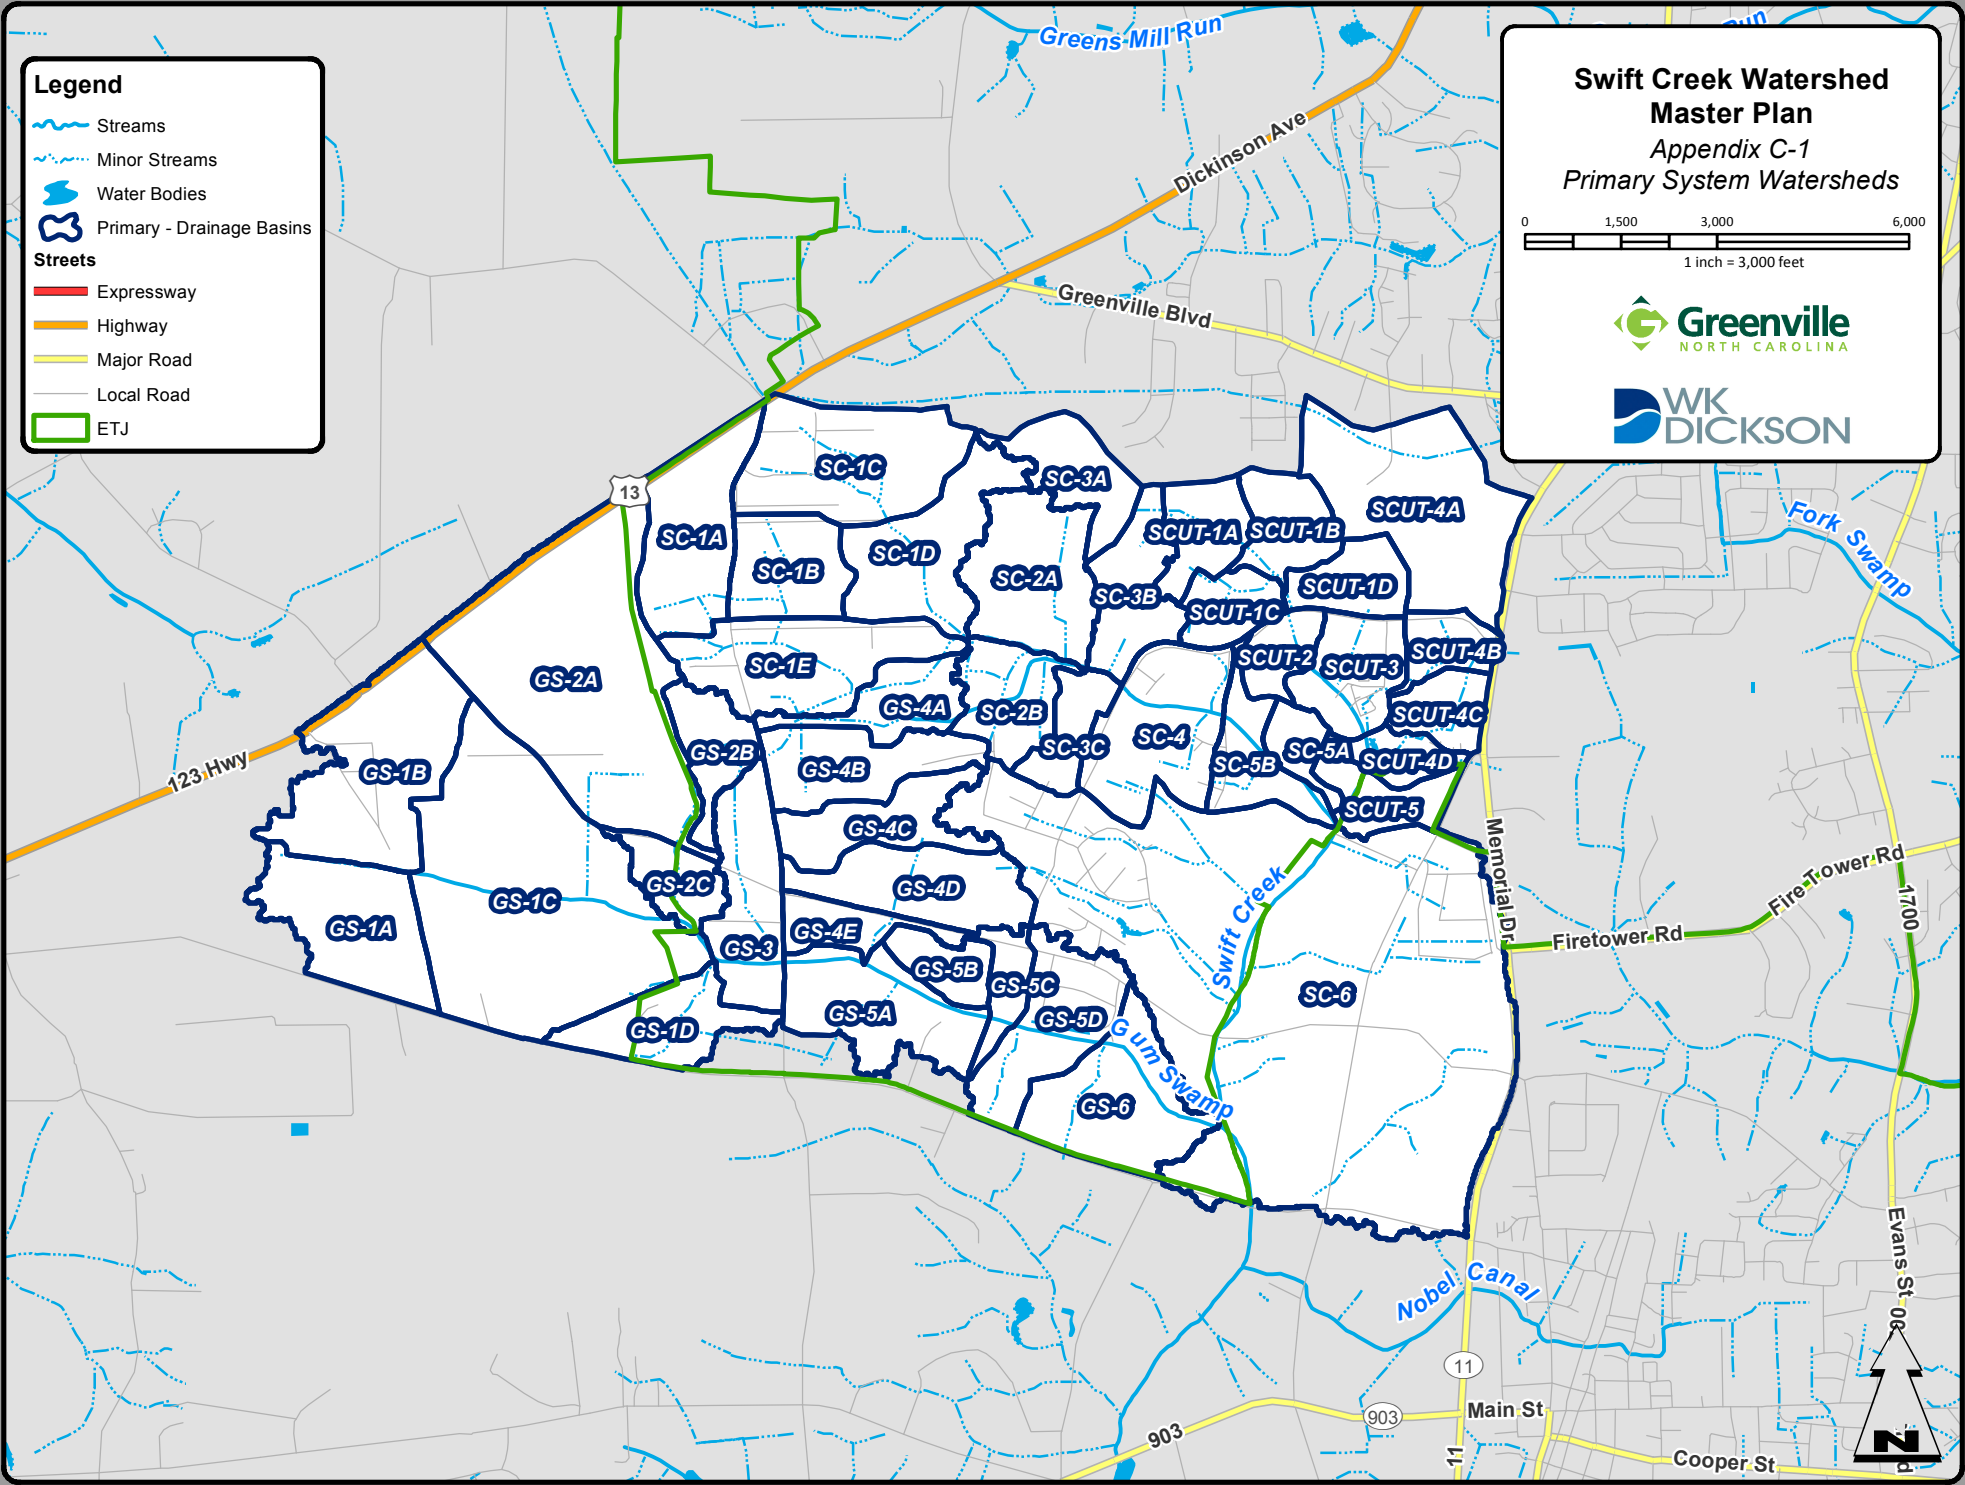 Legend
Streams
Minor Streams
Water Bodies
Primary - Drainage Basins
Streets
Expressway
Highway
Major Road
Local Road
ETJ
Swift Creek Watershed
Master Plan
Appendix C-1
Primary System Watersheds
0 1,500 3,000 6,000
1 inch = 3,000 feet
Greenville
NORTH CAROLINA
WK
DICKSON
Greens Mill Run
Run
Dickinson Ave
Greenville Blvd
13
123 Hwy
Fork Swamp
SC-1C
SC-3A
SCUT-4A
SC-1A
SC-1B
SC-1D
SC-2A
SCUT-1A
SCUT-1B
SC-3B
SCUT-1C
SCUT-1D
GS-2A
SC-1E
SCUT-2
SCUT-3
SCUT-4B
GS-4A
SC-2B
SCUT-4C
GS-2B
SC-3C
SC-4
SC-5A
SC-5B
SCUT-4D
GS-1B
GS-4B
SCUT-5
GS-4C
GS-2C
GS-4D
GS-1C
GS-1A
GS-3
GS-4E
GS-5B
GS-5C
GS-5A
GS-5D
GS-1D
SC-6
GS-6
Swift Creek
Gum Swamp
Memorial Dr
Firetower Rd
Fire Tower Rd
1700
Evans St
00
Nobel Canal
11
903
903
Main St
11
Cooper St
N